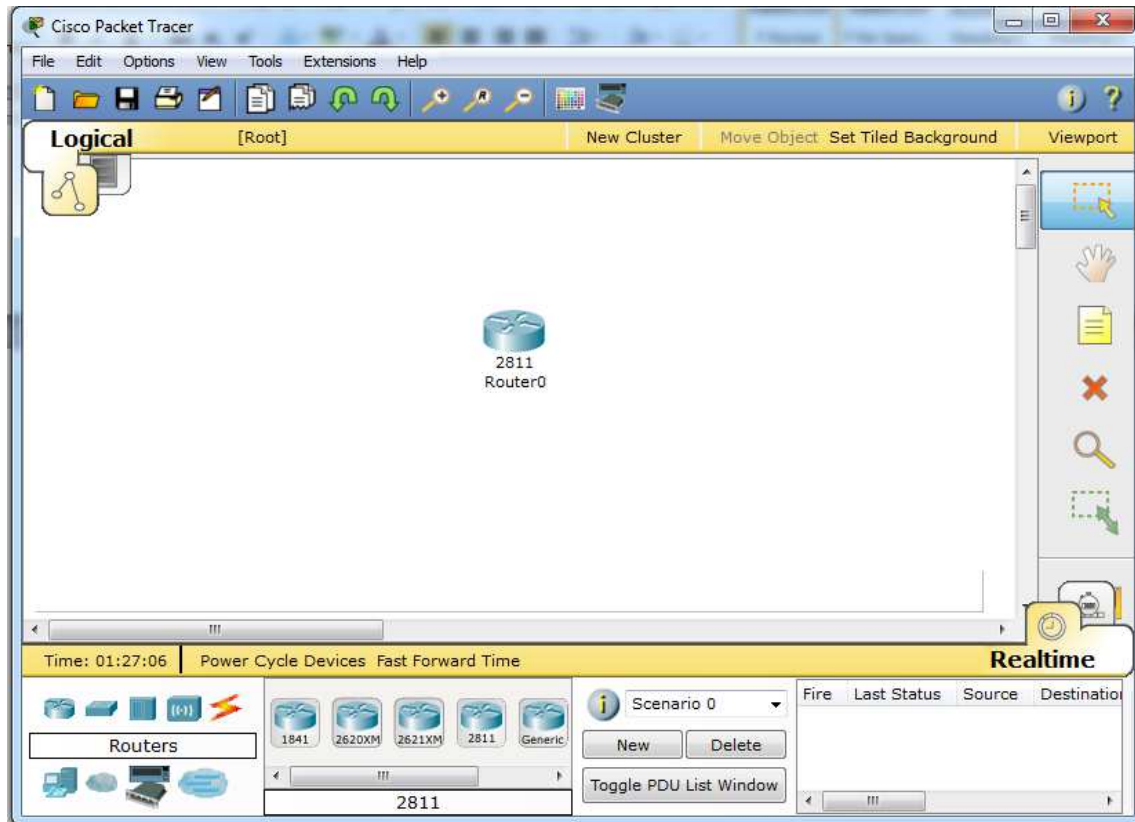 Cisco Packet Tracer
File Edit Options View Tools Extensions Help
Logical [Root] New Cluster Move Object Set Tiled Background Viewport
2811
Router0
Time: 01:27:06 Power Cycle Devices Fast Forward Time Realtime
Routers
1841 2620XM 2621XM 2811 Generic
2811
Scenario 0
New Delete
Toggle PDU List Window
Fire Last Status Source Destination